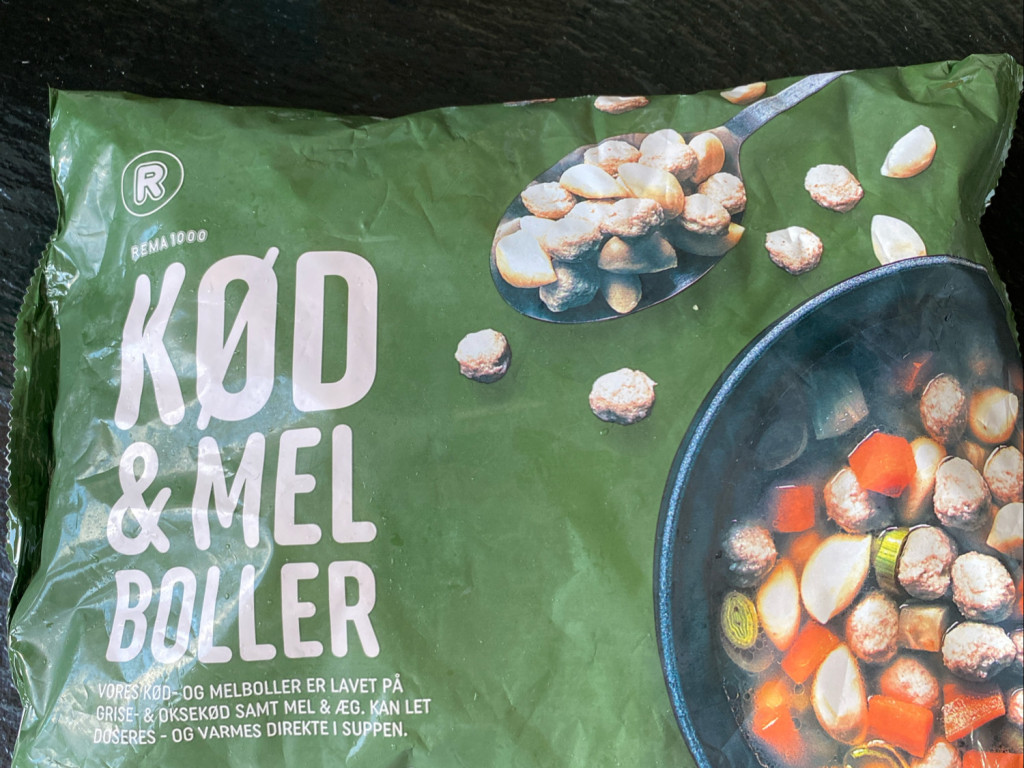 R
REMA 1000
KØD
& MEL
BOLLER
VORES KØD- OG MELBOLLER ER LAVET PÅ
GRISE- & OKSEKØD SAMT MEL & ÆG. KAN LET
DOSERES - OG VARMES DIREKTE I SUPPEN.